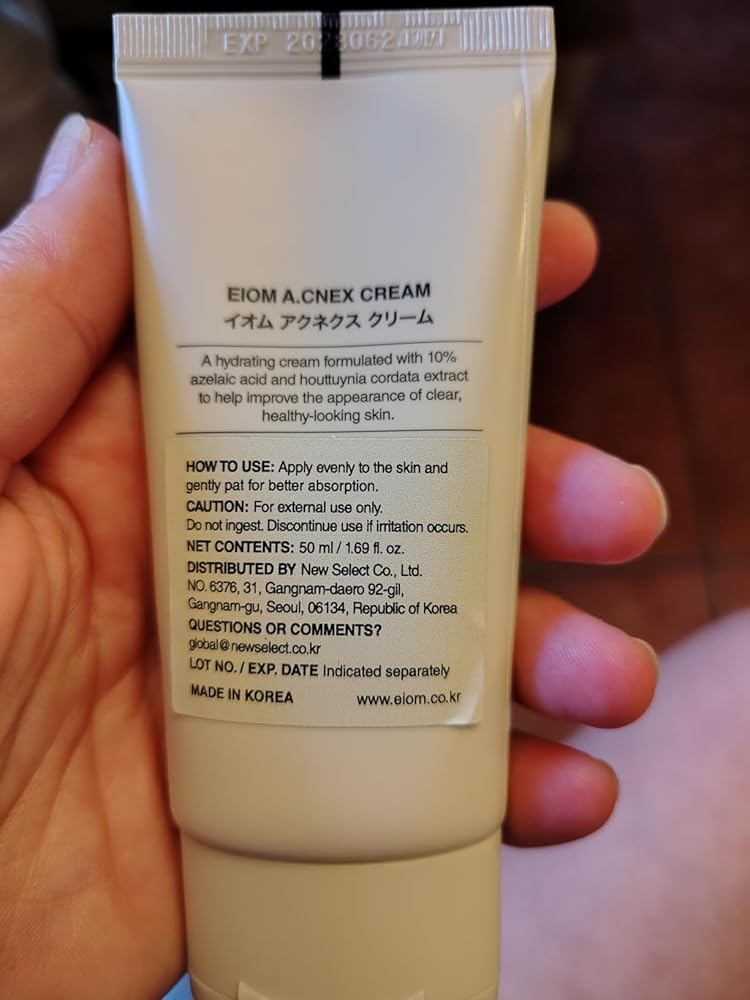 EXP
EIOM A.CNEX CREAM
イオム アクネクス クリーム
A hydrating cream formulated with 10%
azelaic acid and houttuynia cordata extract
to help improve the appearance of clear,
healthy-looking skin.
HOW TO USE: Apply evenly to the skin and
gently pat for better absorption.
CAUTION: For external use only.
Do not ingest. Discontinue use if irritation occurs.
NET CONTENTS: 50 ml / 1.69 fl. oz.
DISTRIBUTED BY New Select Co., Ltd.
NO. 6376, 31, Gangnam-daero 92-gil,
Gangnam-gu, Seoul, 06134, Republic of Korea
QUESTIONS OR COMMENTS?
global@newselect.co.kr
LOT NO. / EXP. DATE Indicated separately
MADE IN KOREA www.eiom.co.kr